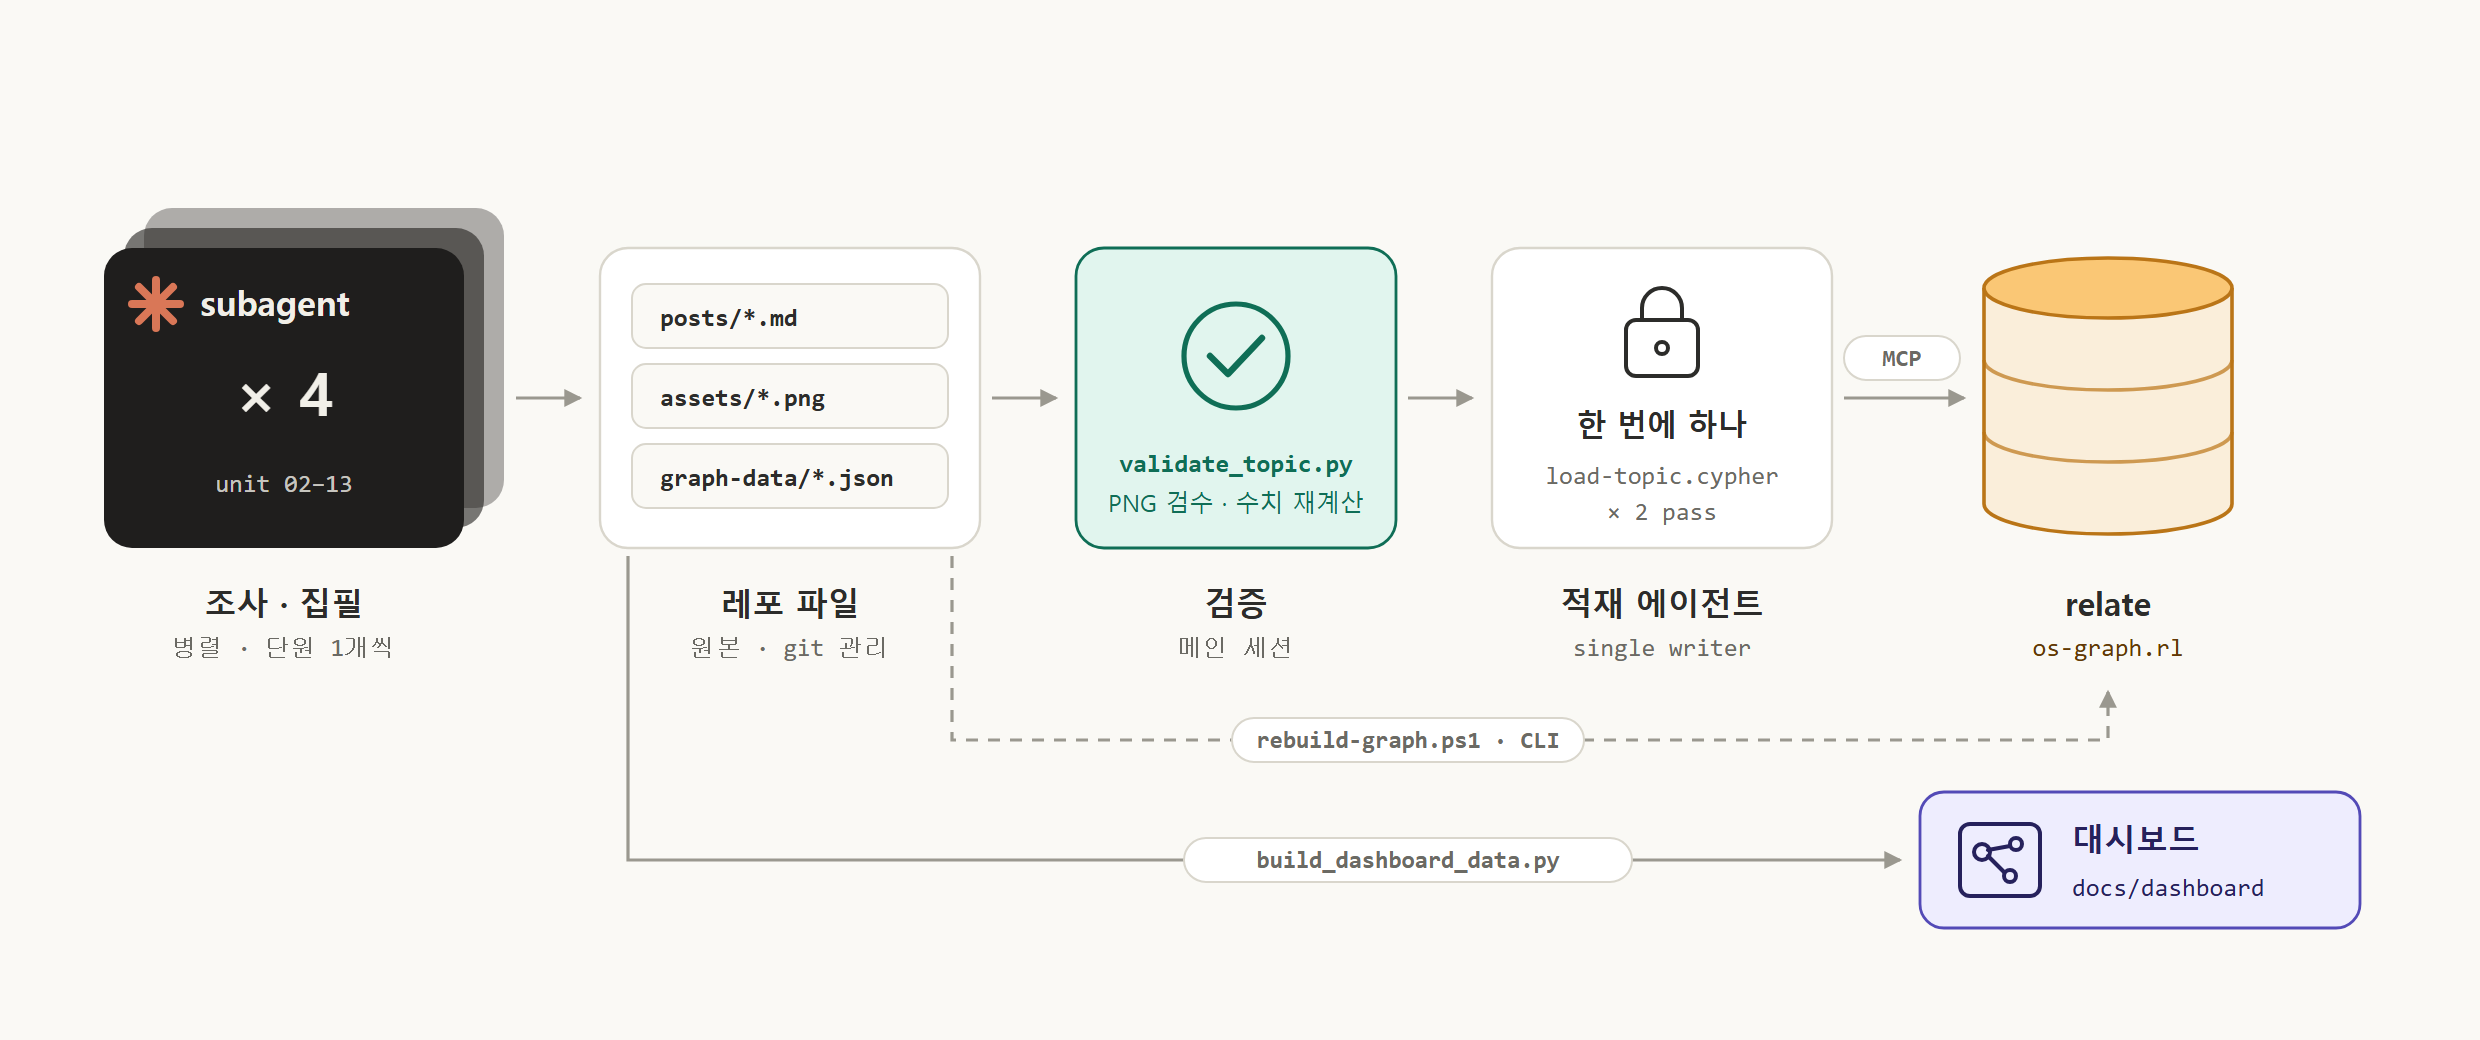 subagent
× 4
unit 02–13
조사 · 집필
병렬 · 단원 1개씩
posts/*.md
assets/*.png
graph-data/*.json
레포 파일
원본 · git 관리
validate_topic.py
PNG 검수 · 수치 재계산
검증
메인 세션
한 번에 하나
load-topic.cypher
× 2 pass
적재 에이전트
single writer
MCP
relate
os-graph.rl
rebuild-graph.ps1 · CLI
build_dashboard_data.py
대시보드
docs/dashboard